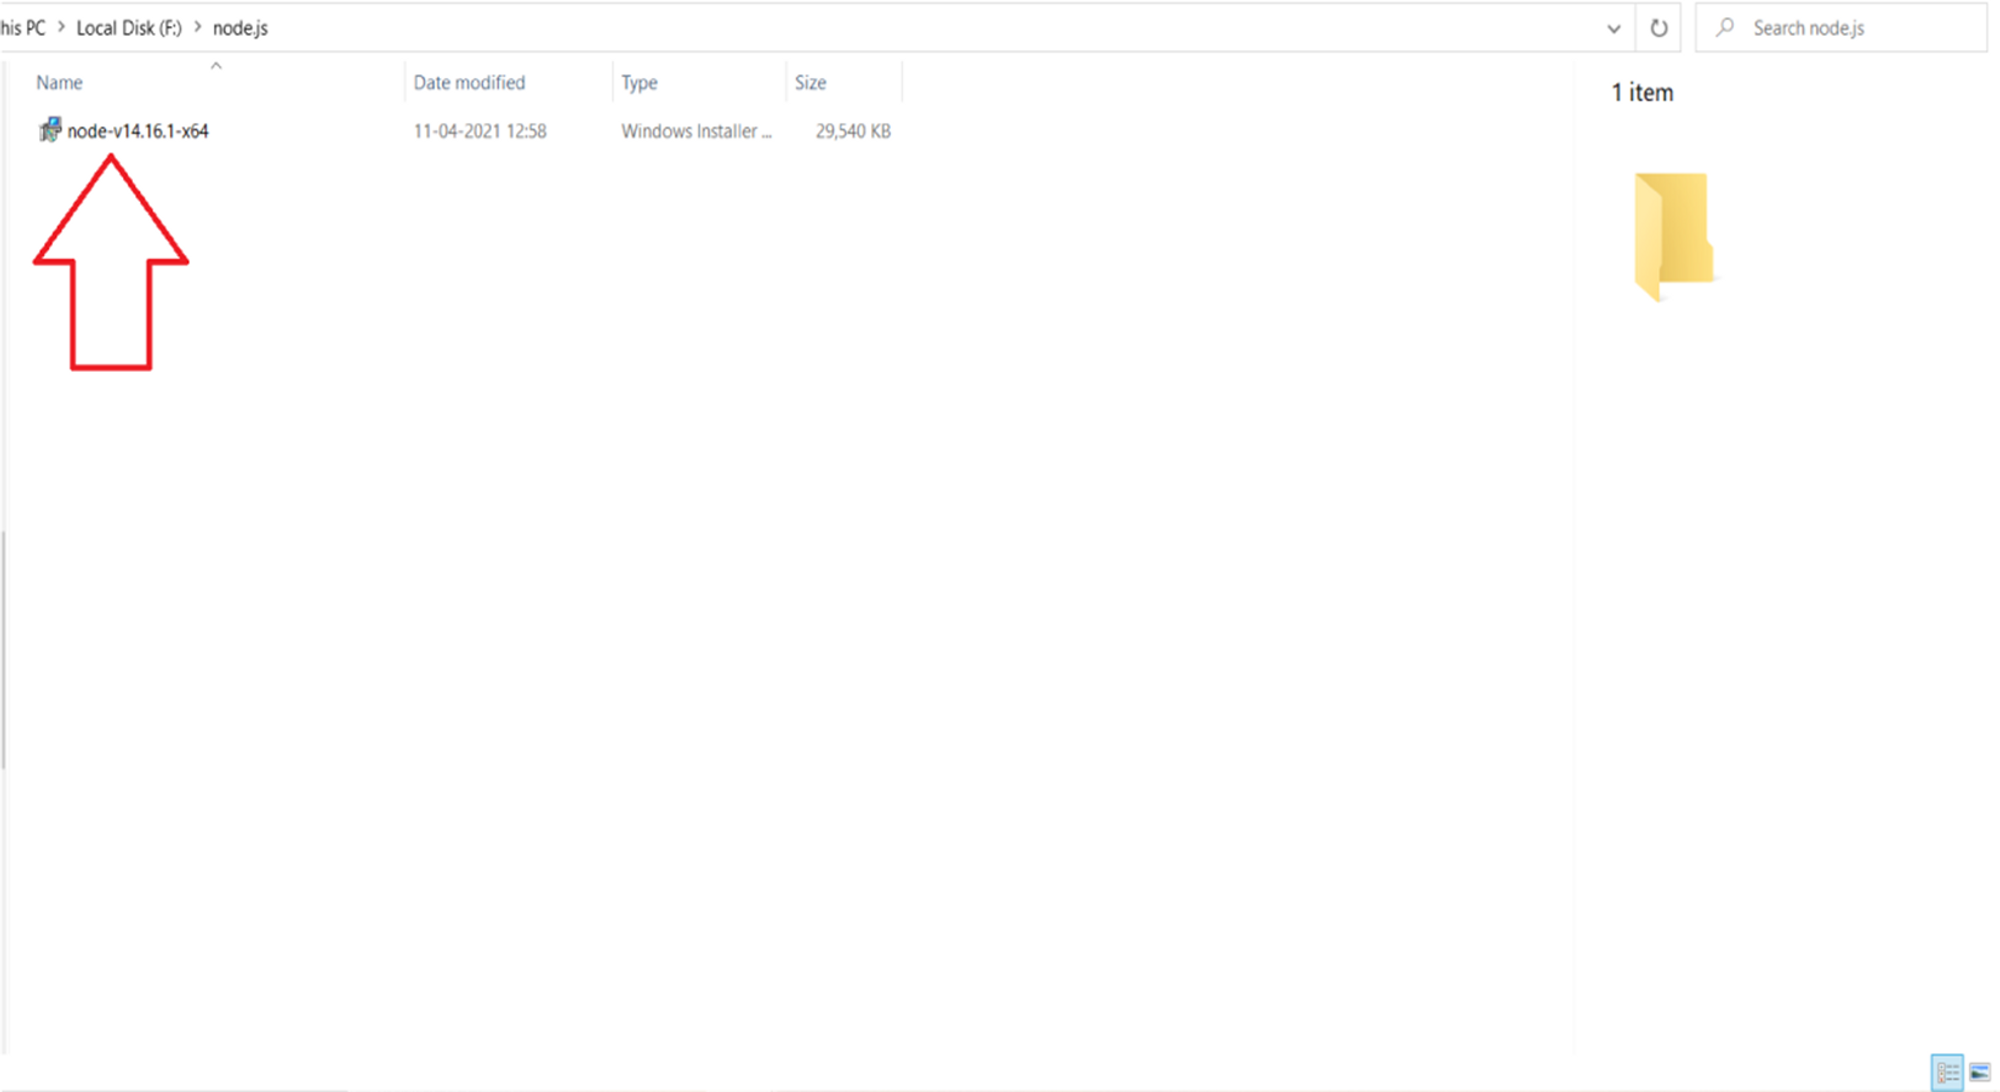 his PC > Local Disk (F:) > node.js
Search node.js
Name Date modified Type Size
node-v14.16.1-x64 11-04-2021 12:58 Windows Installer ... 29,540 KB
1 item